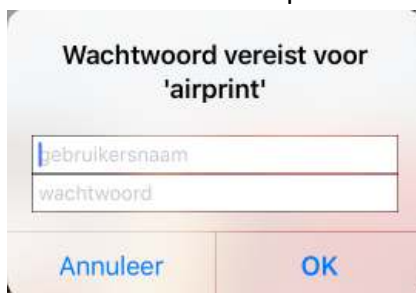 Wachtwoord vereist voor
'airprint'
gebruikersnaam
wachtwoord
Annuleer
OK